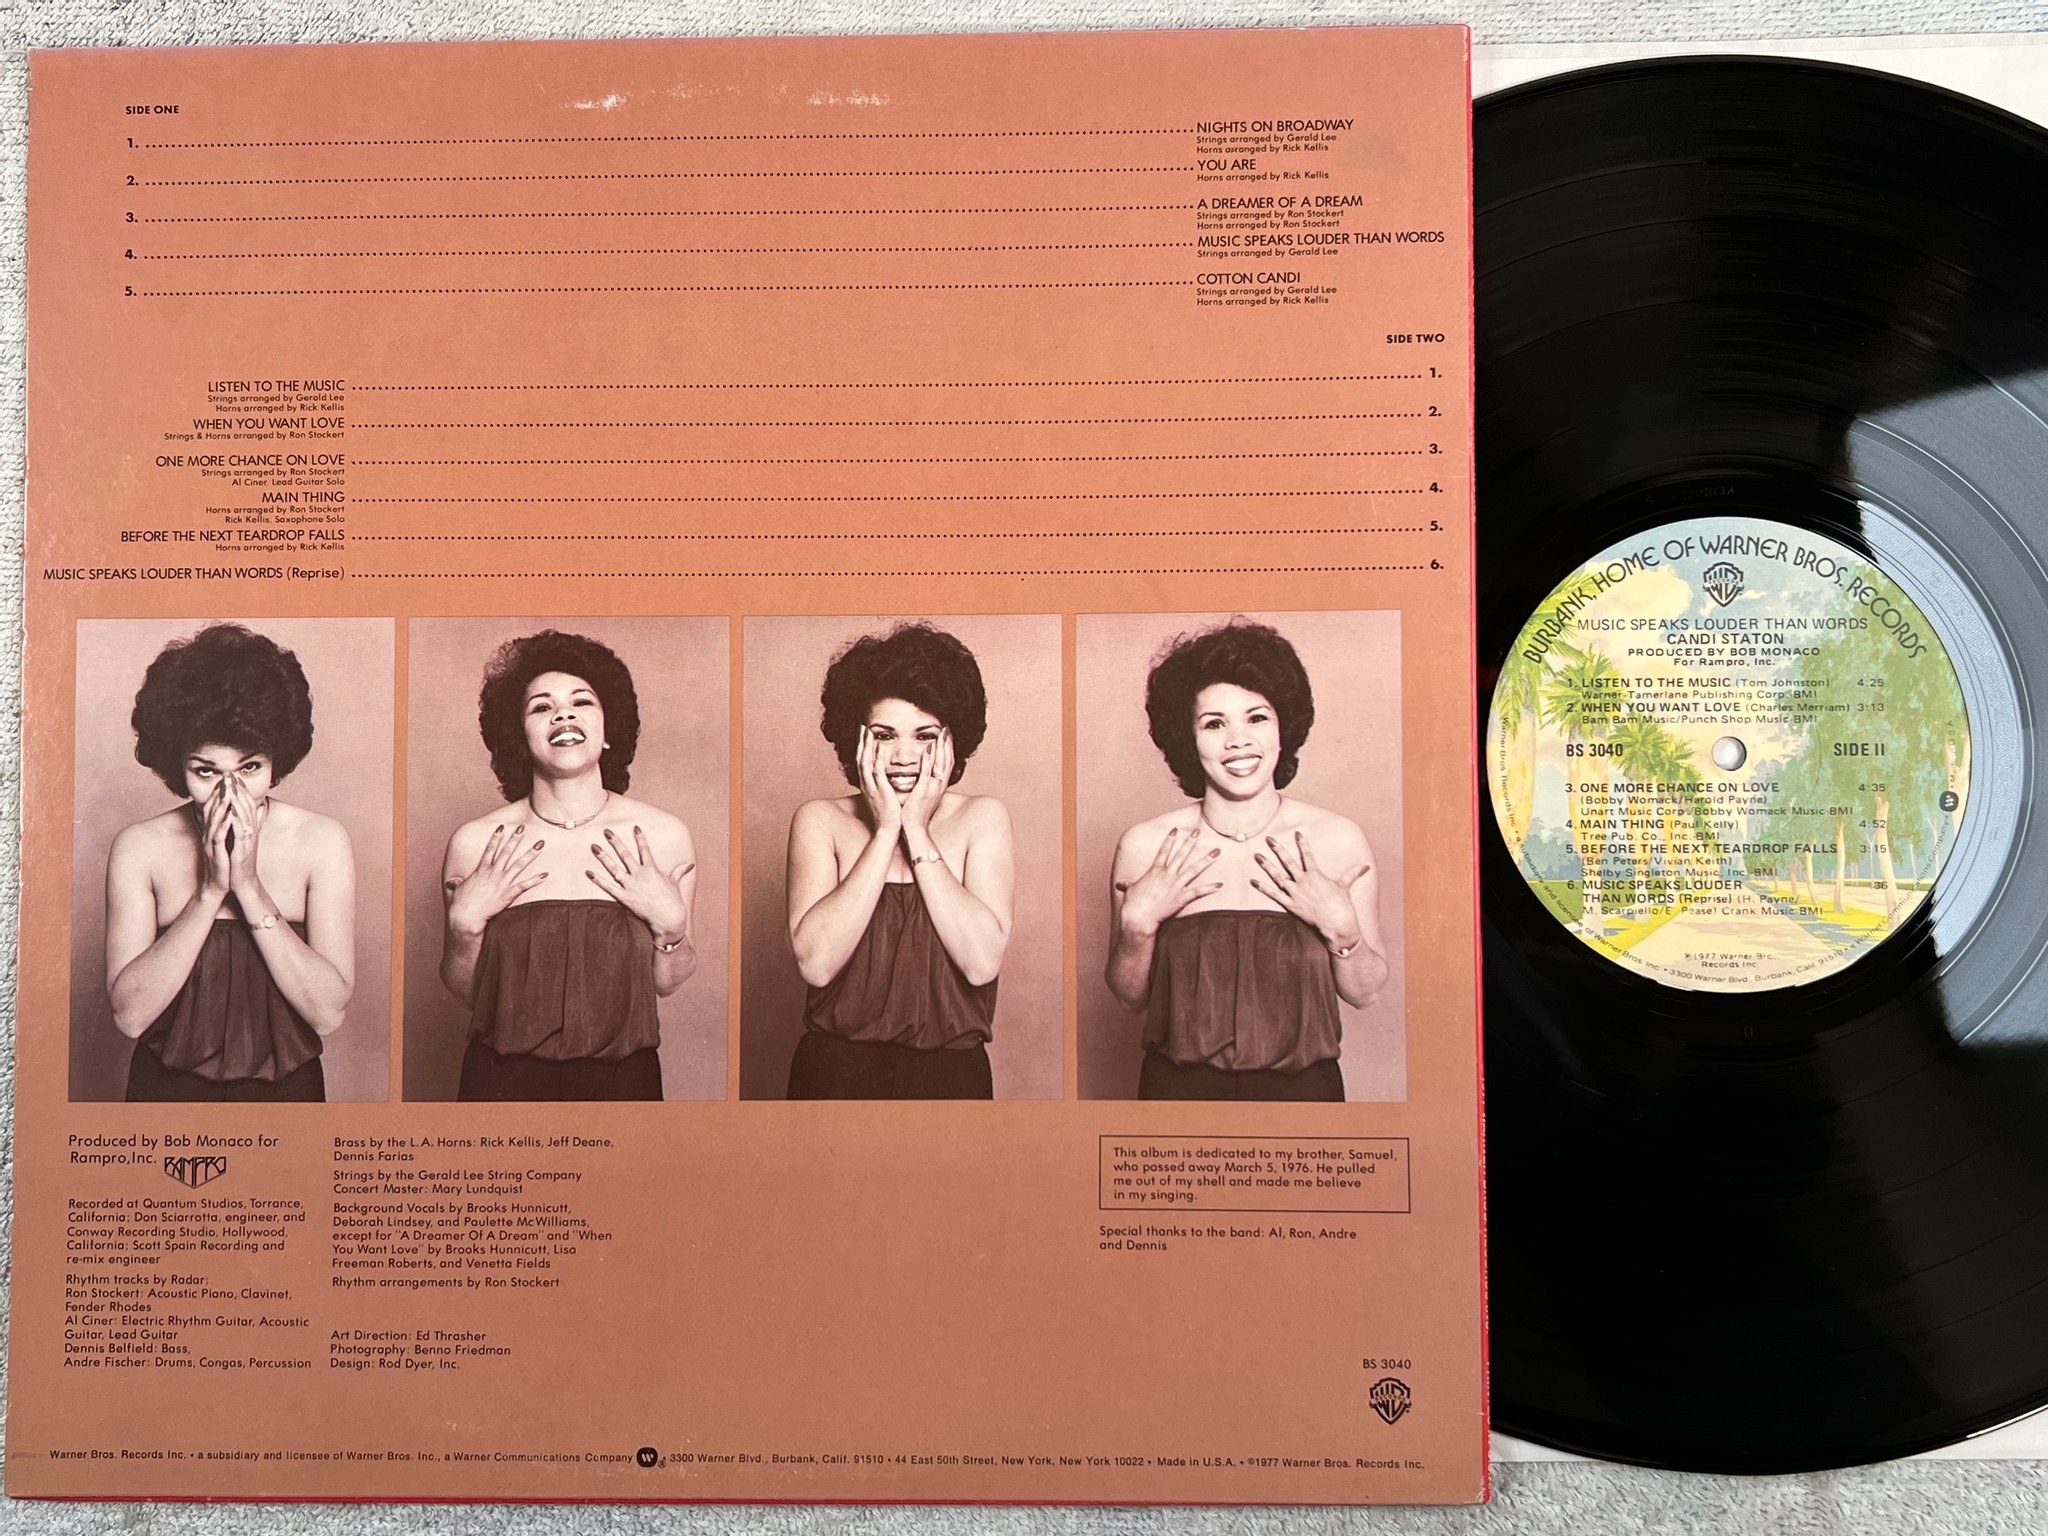 SIDE ONE
1. NIGHTS ON BROADWAY
Strings arranged by Gerald Lee
Horns arranged by Rick Kellis
2. YOU ARE
Horns arranged by Rick Kellis
3. A DREAMER OF A DREAM
Strings arranged by Ron Stockert
Horns arranged by Ron Stockert
4. MUSIC SPEAKS LOUDER THAN WORDS
Strings arranged by Gerald Lee
5. COTTON CANDI
Strings arranged by Gerald Lee
Horns arranged by Rick Kellis
SIDE TWO
LISTEN TO THE MUSIC 1.
Strings arranged by Gerald Lee
Horns arranged by Rick Kellis
WHEN YOU WANT LOVE 2.
Strings & Horns arranged by Ron Stockert
ONE MORE CHANCE ON LOVE 3.
Strings arranged by Ron Stockert
Al Ciner, Lead Guitar Solo
MAIN THING 4.
Horns arranged by Ron Stockert
Rick Kellis, Saxophone Solo
BEFORE THE NEXT TEARDROP FALLS 5.
Horns arranged by Rick Kellis
MUSIC SPEAKS LOUDER THAN WORDS (Reprise) 6.
Produced by Bob Monaco for
Rampro, Inc. RAMPRO
Recorded at Quantum Studios, Torrance,
California; Don Sciarrotta, engineer, and
Conway Recording Studio, Hollywood,
California; Scott Spain Recording and
re-mix engineer
Rhythm tracks by Radar:
Ron Stockert: Acoustic Piano, Clavinet,
Fender Rhodes
Al Ciner: Electric Rhythm Guitar, Acoustic
Guitar, Lead Guitar
Dennis Belfield: Bass,
Andre Fischer: Drums, Congas, Percussion
Brass by the L.A. Horns: Rick Kellis, Jeff Deane,
Dennis Farias
Strings by the Gerald Lee String Company
Concert Master: Mary Lundquist
Background Vocals by Brooks Hunnicutt,
Deborah Lindsey, and Paulette McWilliams,
except for "A Dreamer Of A Dream" and "When
You Want Love" by Brooks Hunnicutt, Lisa
Freeman Roberts, and Venetta Fields
Rhythm arrangements by Ron Stockert
Art Direction: Ed Thrasher
Photography: Benno Friedman
Design: Rod Dyer, Inc.
This album is dedicated to my brother, Samuel,
who passed away March 5, 1976. He pulled
me out of my shell and made me believe
in my singing.
Special thanks to the band: Al, Ron, Andre
and Dennis
BS 3040
Warner Bros. Records Inc. • a subsidiary and licensee of Warner Bros. Inc., a Warner Communications Company ® 3300 Warner Blvd., Burbank, Calif. 91510 • 44 East 50th Street, New York, New York 10022 • Made in U.S.A. • ©1977 Warner Bros. Records Inc.
BURBANK, HOME OF WARNER BROS. RECORDS
MUSIC SPEAKS LOUDER THAN WORDS
CANDI STATON
PRODUCED BY BOB MONACO
For Rampro, Inc.
1. LISTEN TO THE MUSIC (Tom Johnston) 4:25
Warner-Tamerlane Publishing Corp. BMI
2. WHEN YOU WANT LOVE (Charles Merriam) 3:13
Bam Bam Music/Punch Shop Music-BMI
BS 3040 SIDE II
3. ONE MORE CHANCE ON LOVE 4:35
(Bobby Womack/Harold Payne)
Unart Music Corp/Bobby Womack Music-BMI
4. MAIN THING (Paul Kelly) 4:52
Tree Pub. Co., Inc. BMI
5. BEFORE THE NEXT TEARDROP FALLS 3:15
(Ben Peters/Vivian Keith)
Shelby Singleton Music, Inc. BMI
6. MUSIC SPEAKS LOUDER :36
THAN WORDS (Reprise) (H. Payne/
M. Scarpiello/E. Pease) Crank Music-BMI
℗1977 Warner Bros.
Records Inc.
3300 Warner Blvd., Burbank, Calif. 91510